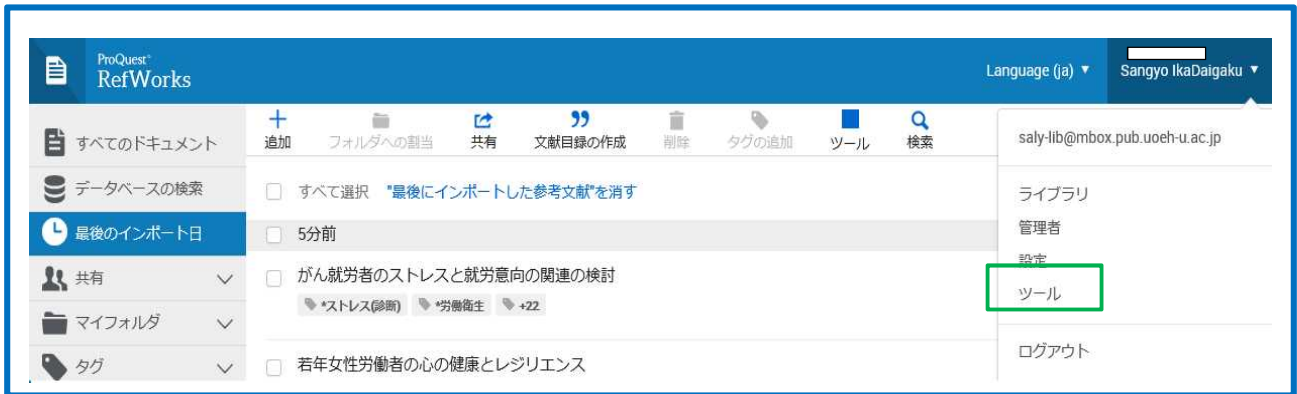 ProQuest®
RefWorks
Language (ja) ▼
Sangyo IkaDaigaku ▼
すべてのドキュメント
データベースの検索
最後のインポート日
共有
マイフォルダ
タグ
追加 フォルダへの割当 共有 文献目録の作成 削除 タグの追加 ツール 検索
すべて選択 "最後にインポートした参考文献"を消す
5分前
がん就労者のストレスと就労意向の関連の検討
*ストレス(診断) *労働衛生 +22
若年女性労働者の心の健康とレジリエンス
saly-lib@mbox.pub.uoeh-u.ac.jp
ライブラリ
管理者
設定
ツール
ログアウト